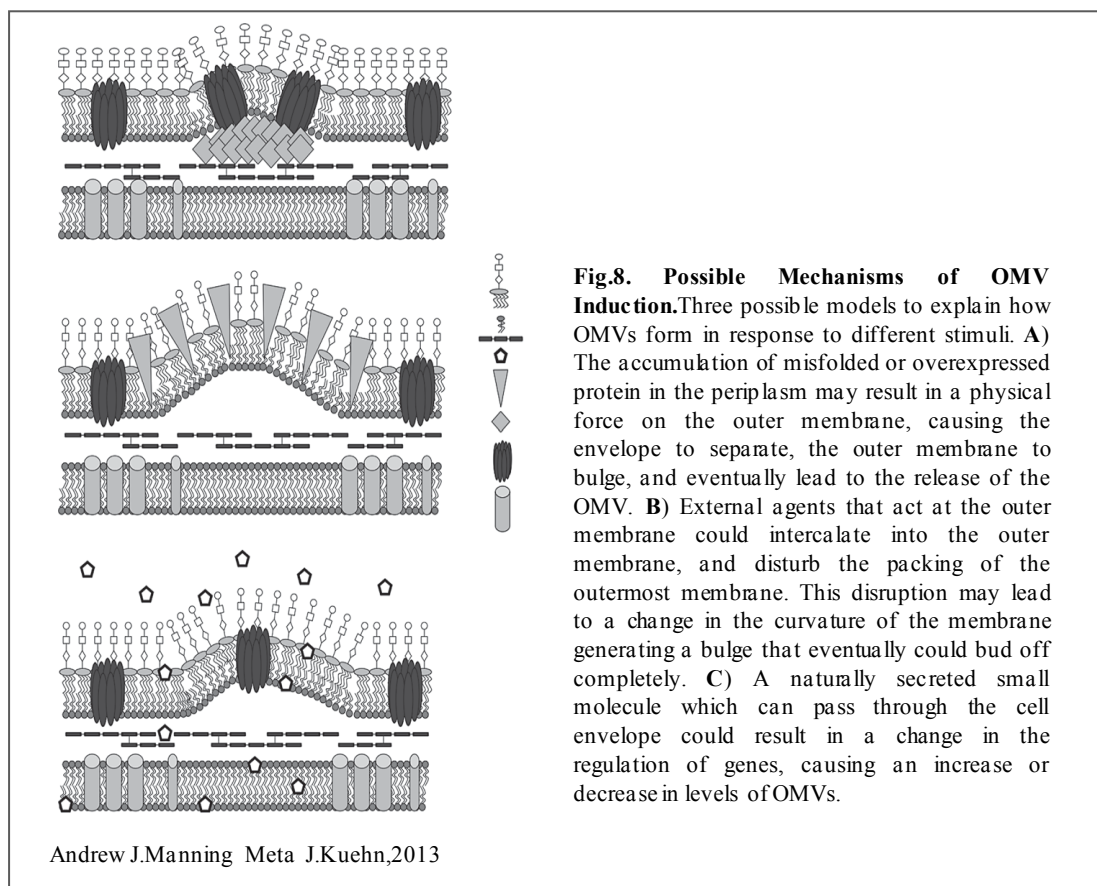 Fig.8. Possible Mechanisms of OMV
Induction.Three possible models to explain how
OMVs form in response to different stimuli. A)
The accumulation of misfolded or overexpressed
protein in the periplasm may result in a physical
force on the outer membrane, causing the
envelope to separate, the outer membrane to
bulge, and eventually lead to the release of the
OMV. B) External agents that act at the outer
membrane could intercalate into the outer
membrane, and disturb the packing of the
outermost membrane. This disruption may lead
to a change in the curvature of the membrane
generating a bulge that eventually could bud off
completely. C) A naturally secreted small
molecule which can pass through the cell
envelope could result in a change in the
regulation of genes, causing an increase or
decrease in levels of OMVs.
Andrew J.Manning Meta J.Kuehn,2013